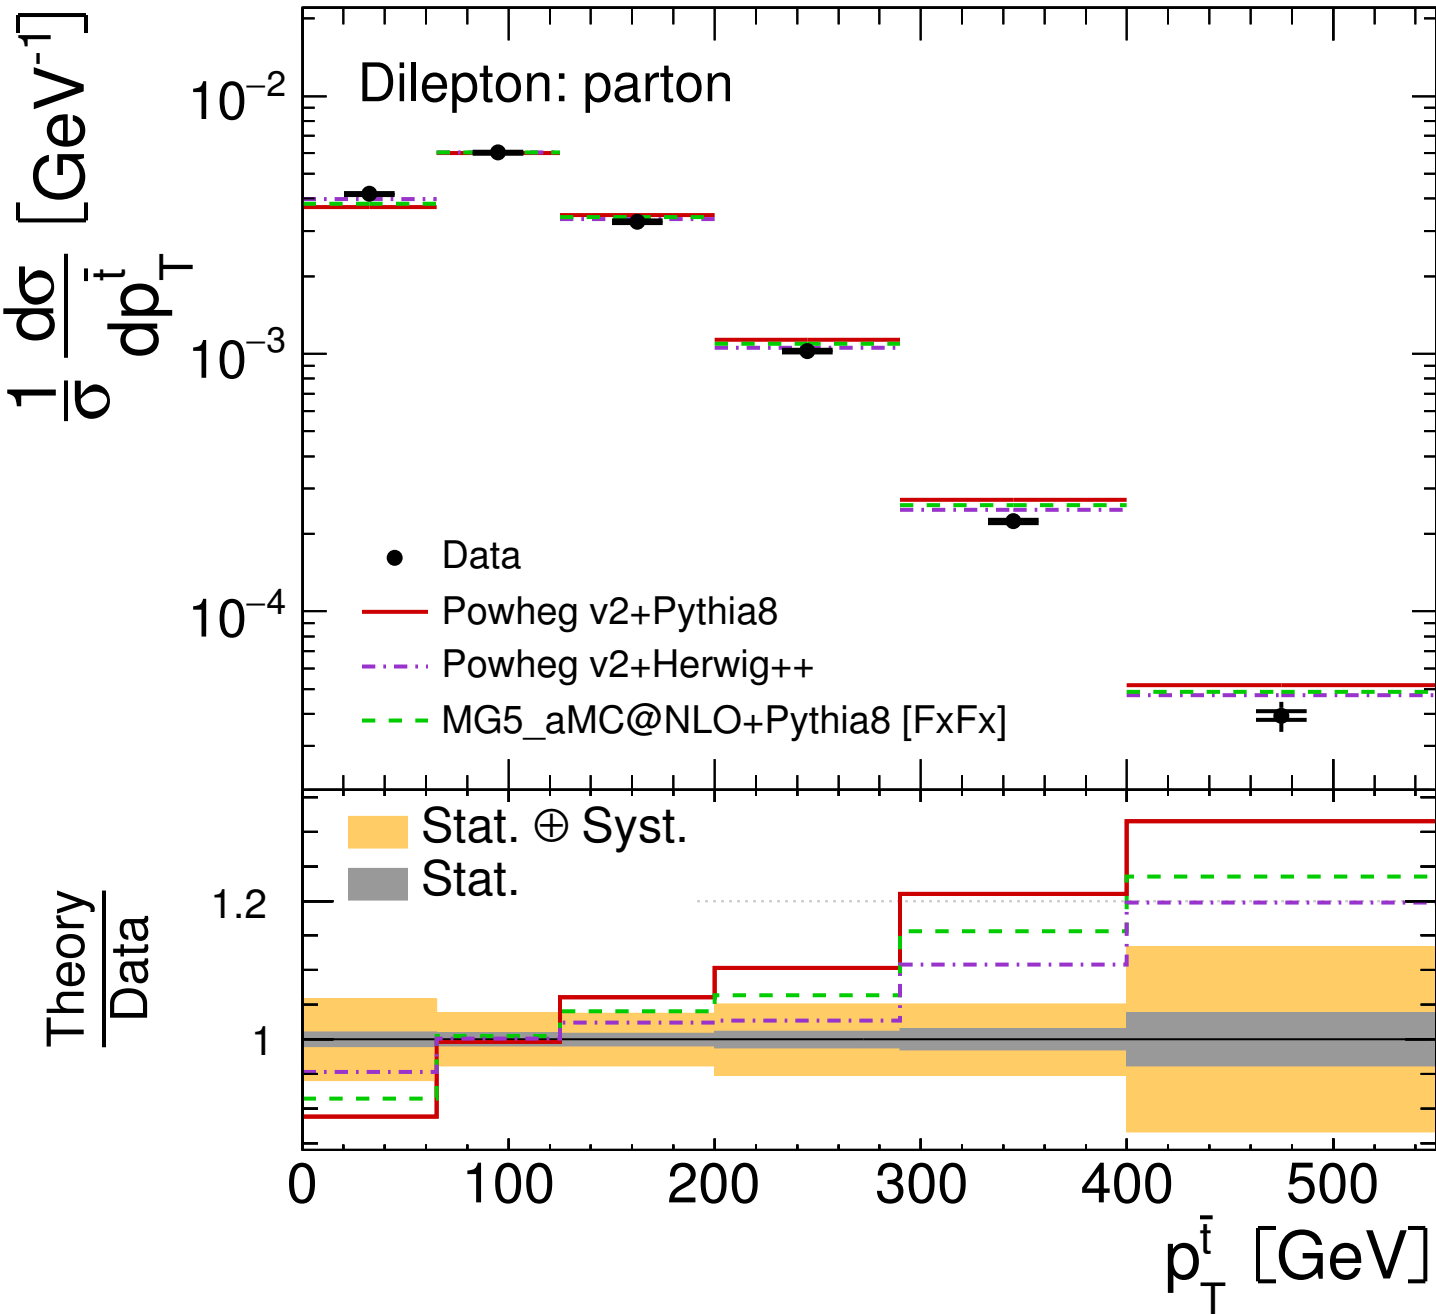 1/σ dσ/dp_T^t̄ [GeV⁻¹]
10⁻²
10⁻³
10⁻⁴
Dilepton: parton
Data
Powheg v2+Pythia8
Powheg v2+Herwig++
MG5_aMC@NLO+Pythia8 [FxFx]
Theory
Data
1.2
1
Stat. ⊕ Syst.
Stat.
0 100 200 300 400 500
p_T^t̄ [GeV]